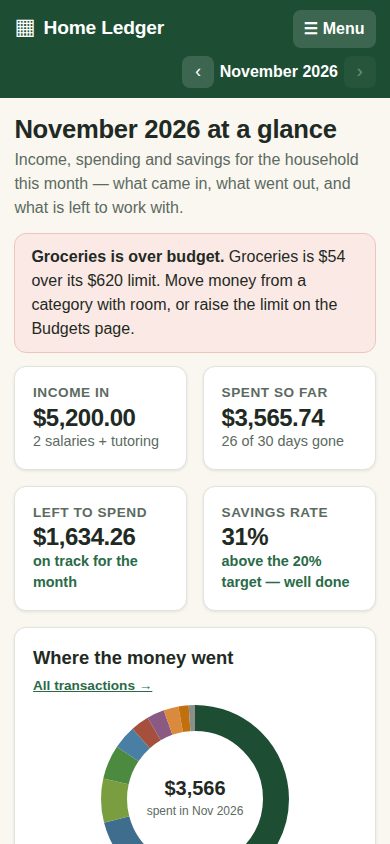 Home Ledger
☰ Menu
‹ November 2026 ›
November 2026 at a glance
Income, spending and savings for the household
this month — what came in, what went out, and
what is left to work with.
Groceries is over budget. Groceries is $54
over its $620 limit. Move money from a
category with room, or raise the limit on the
Budgets page.
INCOME IN
$5,200.00
2 salaries + tutoring
SPENT SO FAR
$3,565.74
26 of 30 days gone
LEFT TO SPEND
$1,634.26
on track for the
month
SAVINGS RATE
31%
above the 20%
target — well done
Where the money went
All transactions →
$3,566
spent in Nov 2026